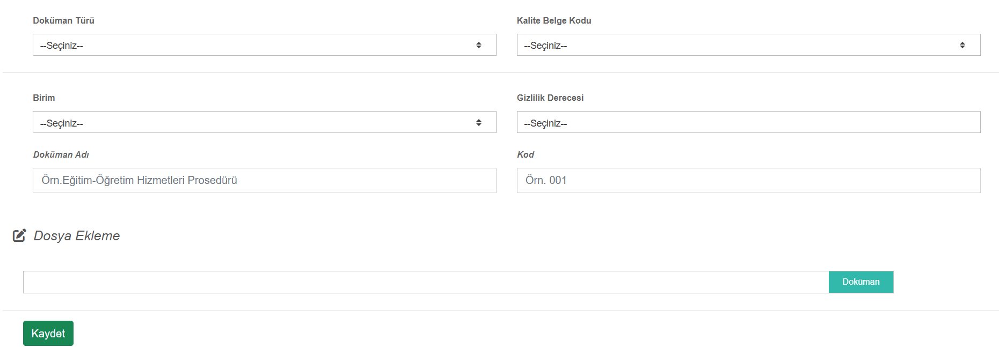 Doküman Türü
Kalite Belge Kodu
--Seçiniz--
--Seçiniz--
Birim
Gizlilik Derecesi
--Seçiniz--
--Seçiniz--
Doküman Adı
Kod
Örn.Eğitim-Öğretim Hizmetleri Prosedürü
Örn. 001
Dosya Ekleme
Doküman
Kaydet